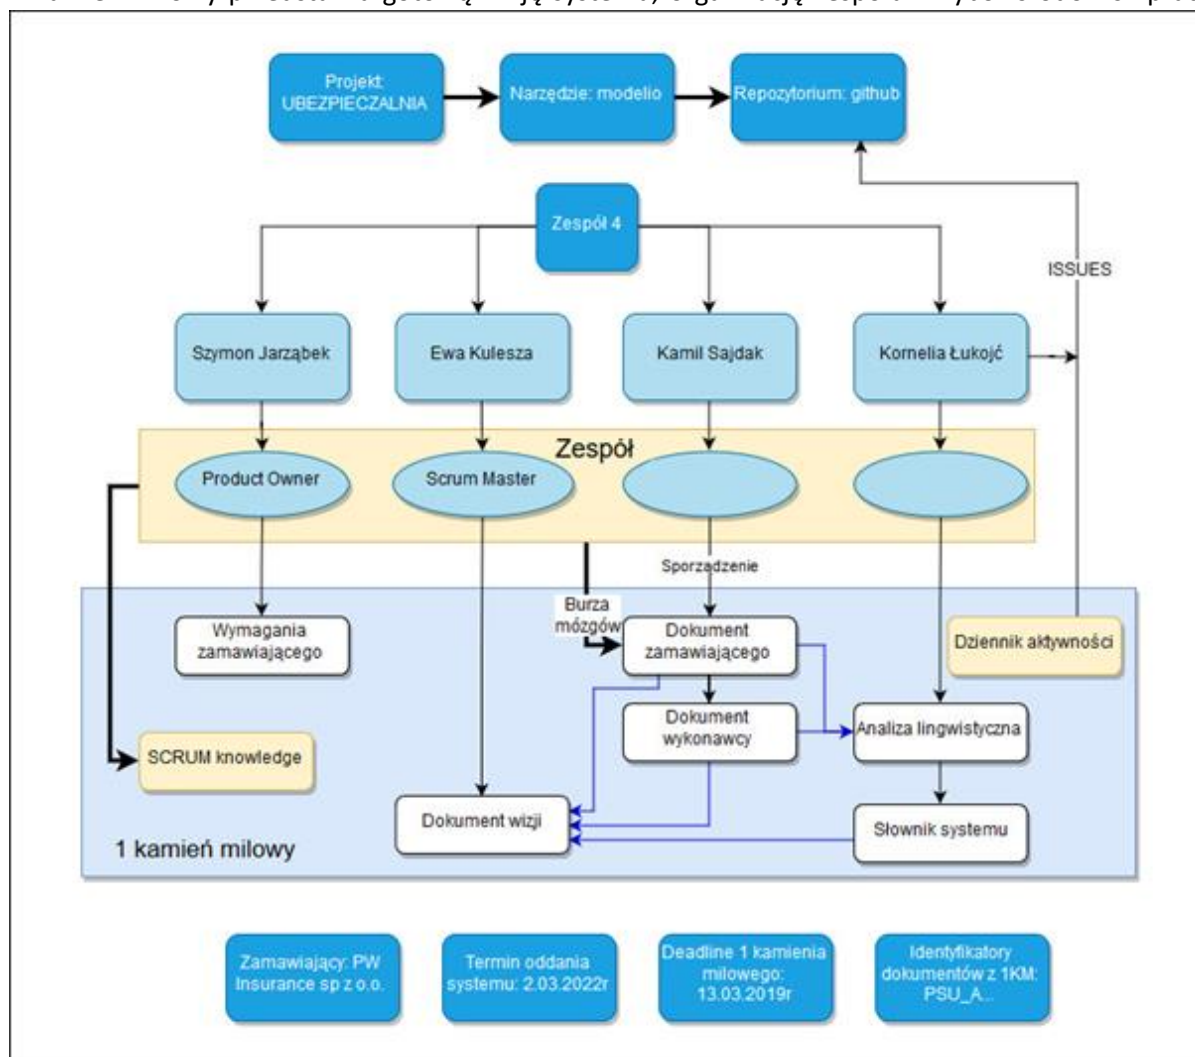 Projekt:
UBEZPIECZALNIA
Narzędzie: modelio
Repozytorium: github
Zespół 4
ISSUES
Szymon Jarząbek
Ewa Kulesza
Kamil Sajdak
Kornelia Łukojć
Zespół
Product Owner
Scrum Master
Sporządzenie
Burza
mózgów
Wymagania
zamawiającego
Dokument
zamawiającego
Dziennik aktywności
Dokument
wykonawcy
Analiza lingwistyczna
SCRUM knowledge
Dokument wizji
Słownik systemu
1 kamień milowy
Zamawiający: PW
Insurance sp z o.o.
Termin oddania
systemu: 2.03.2022r
Deadline 1 kamienia
milowego:
13.03.2019r
Identyfikatory
dokumentów z 1KM:
PSU_A...